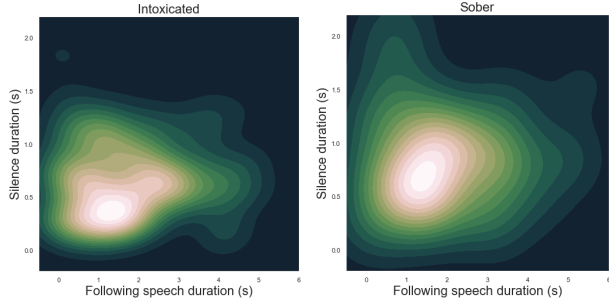 Intoxicated
Silence duration (s)
2.0
1.5
1.0
0.5
0.0
0 1 2 3 4 5 6
Following speech duration (s)
Sober
Silence duration (s)
2.0
1.5
1.0
0.5
0.0
0 1 2 3 4 5 6
Following speech duration (s)